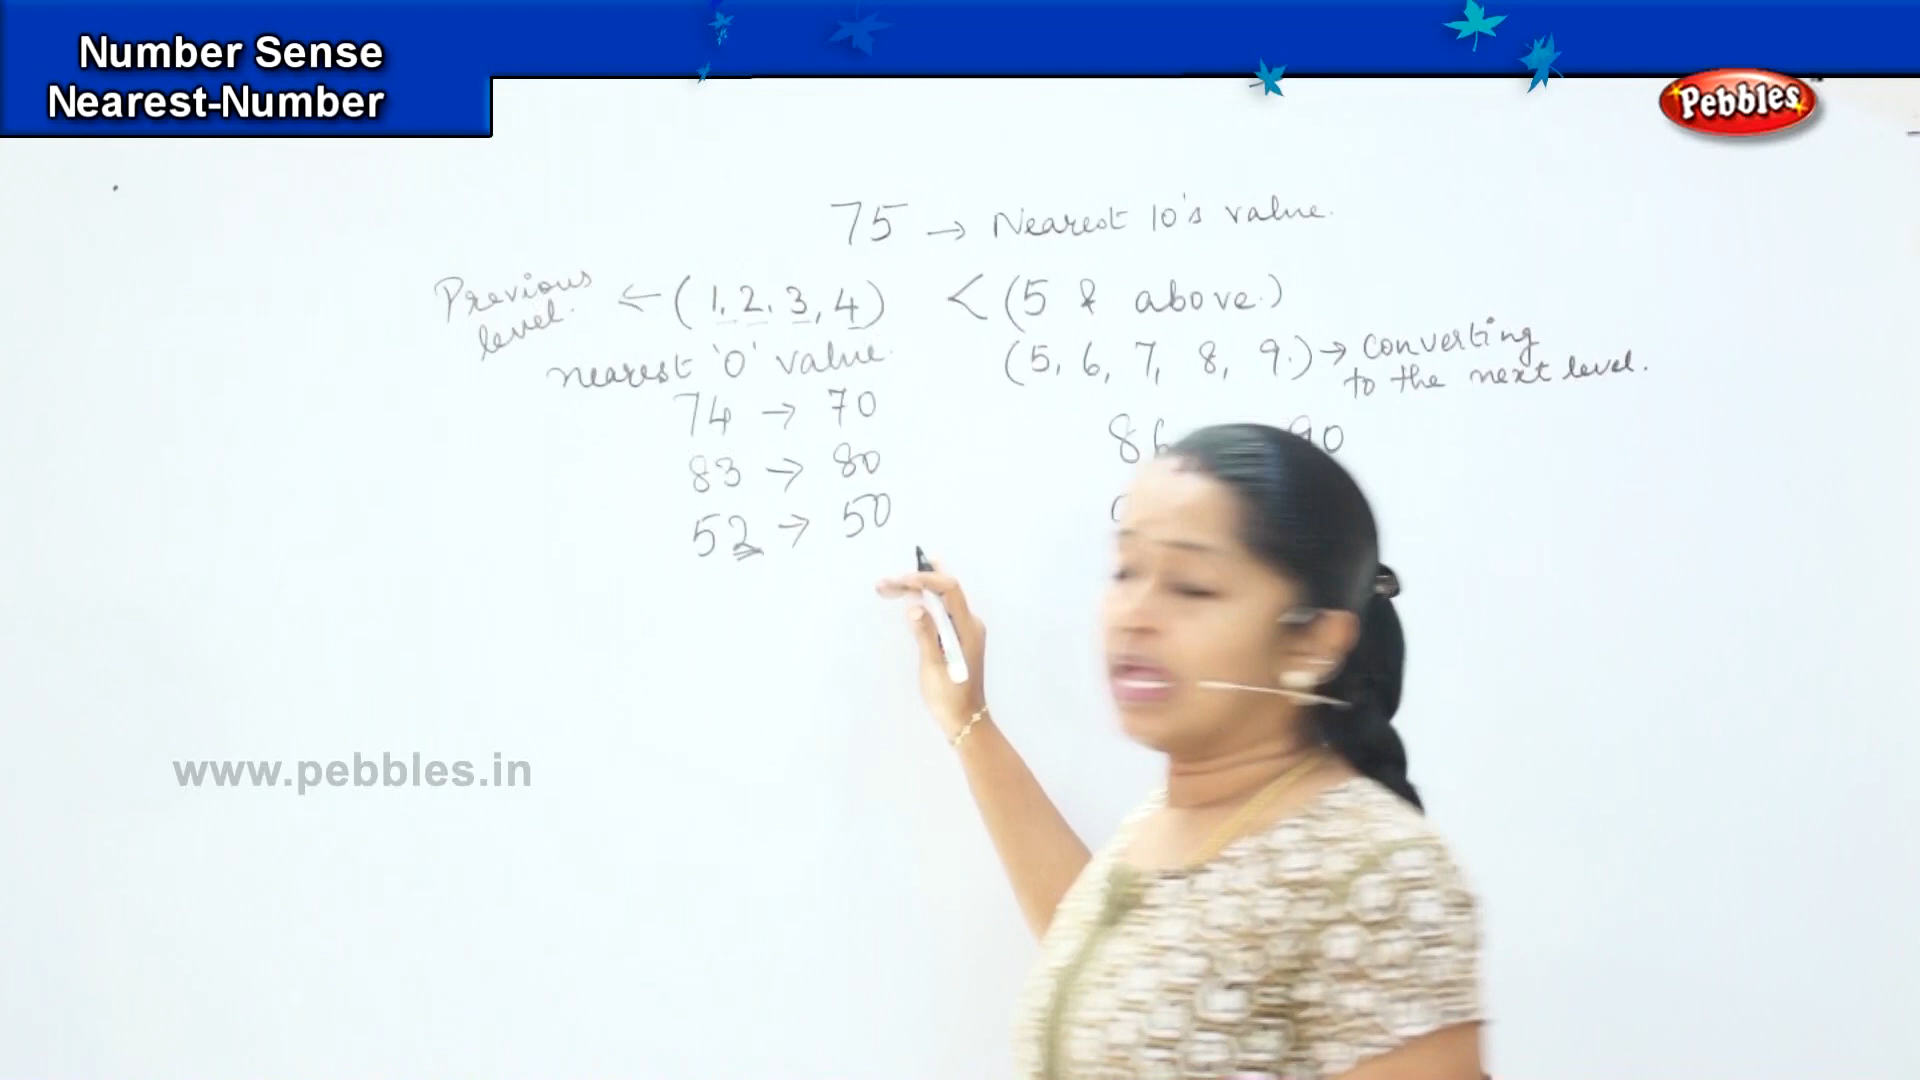 Number Sense
Nearest-Number
Pebbles
75 → Nearest 10's value.
Previous level. ← (1, 2, 3, 4) < (5 & above.)
nearest '0' value.
(5, 6, 7, 8, 9.) → converting to the next level.
74 → 70
86 90
83 → 80
52 → 50
www.pebbles.in